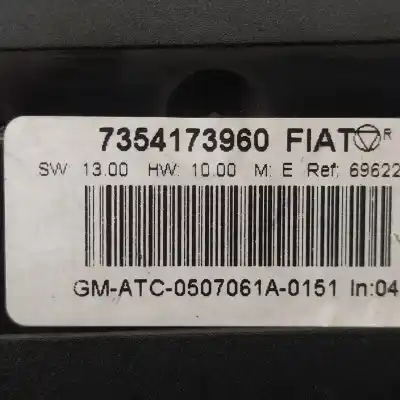 7354173960 FIAT R
SW: 13.00 HW: 10.00 M: E Ref: 69622
GM-ATC-0507061A-0151 In:04